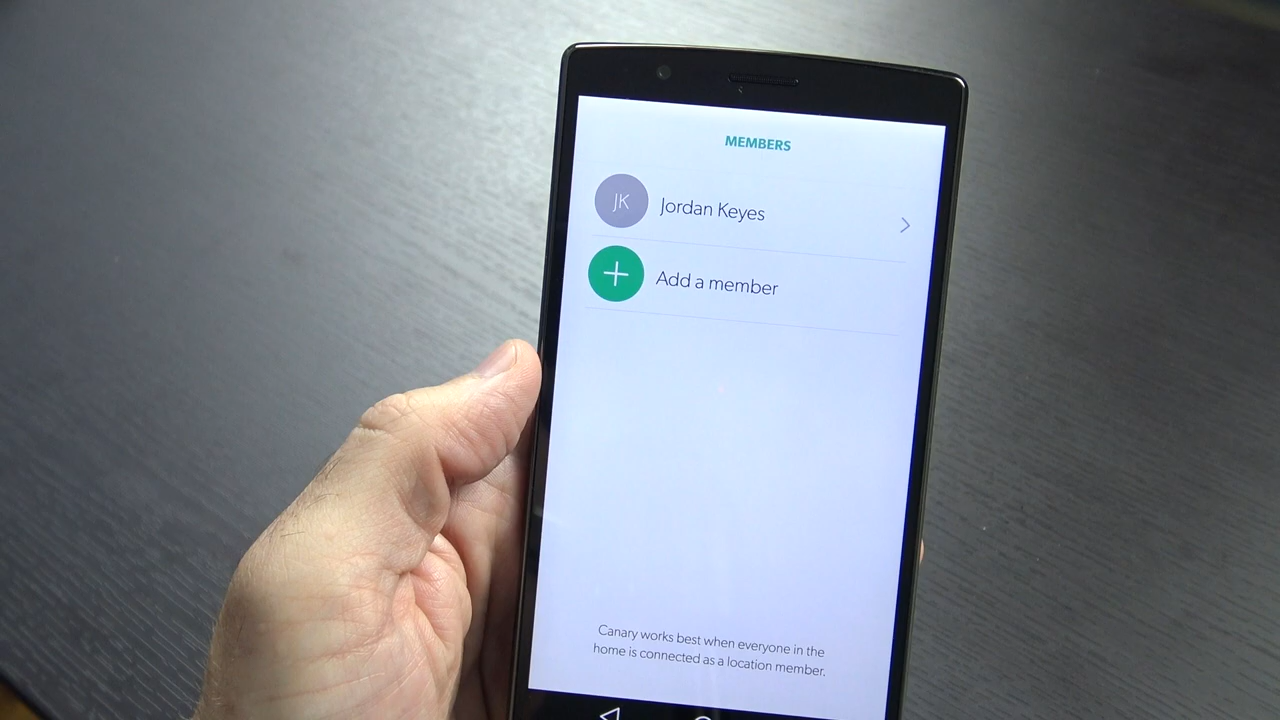 MEMBERS
JK
Jordan Keyes
Add a member
Canary works best when everyone in the
home is connected as a location member.